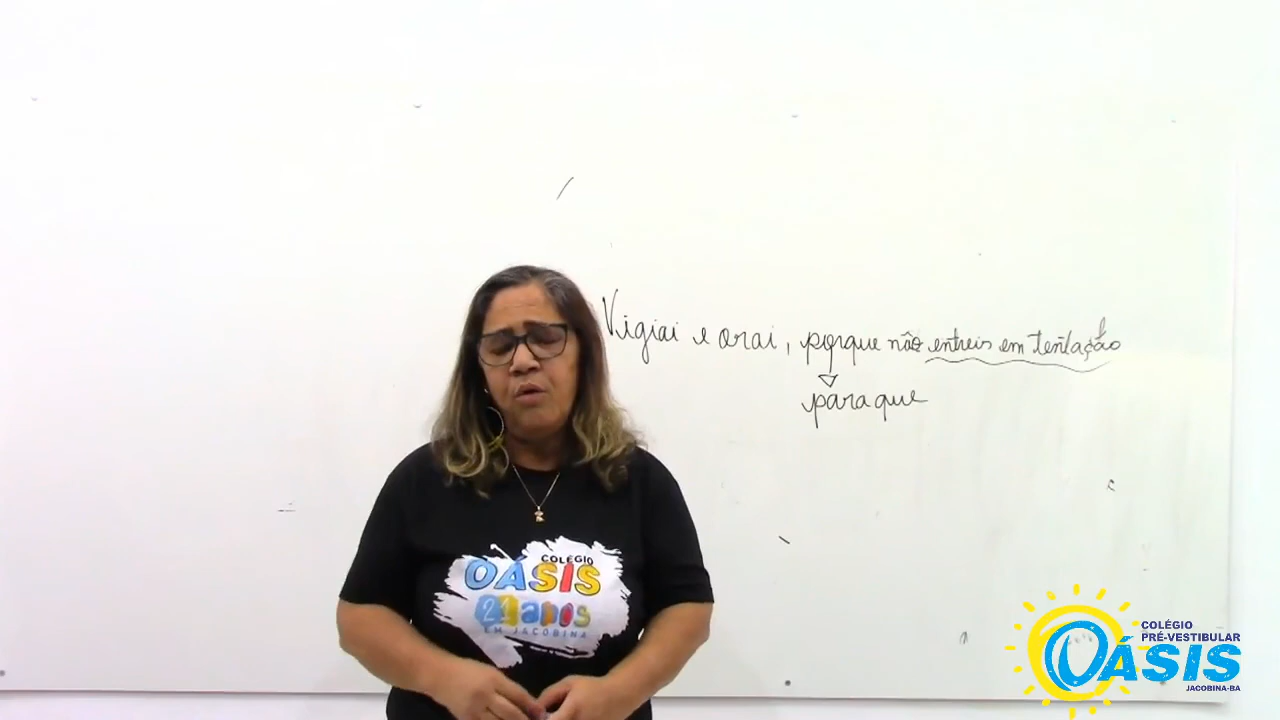 Vigiai e orai, porque não entreis em tentação
para que
COLÉGIO
OÁSIS
21 anos
EM JACOBINA
COLÉGIO
PRÉ-VESTIBULAR
OÁSIS
JACOBINA-BA